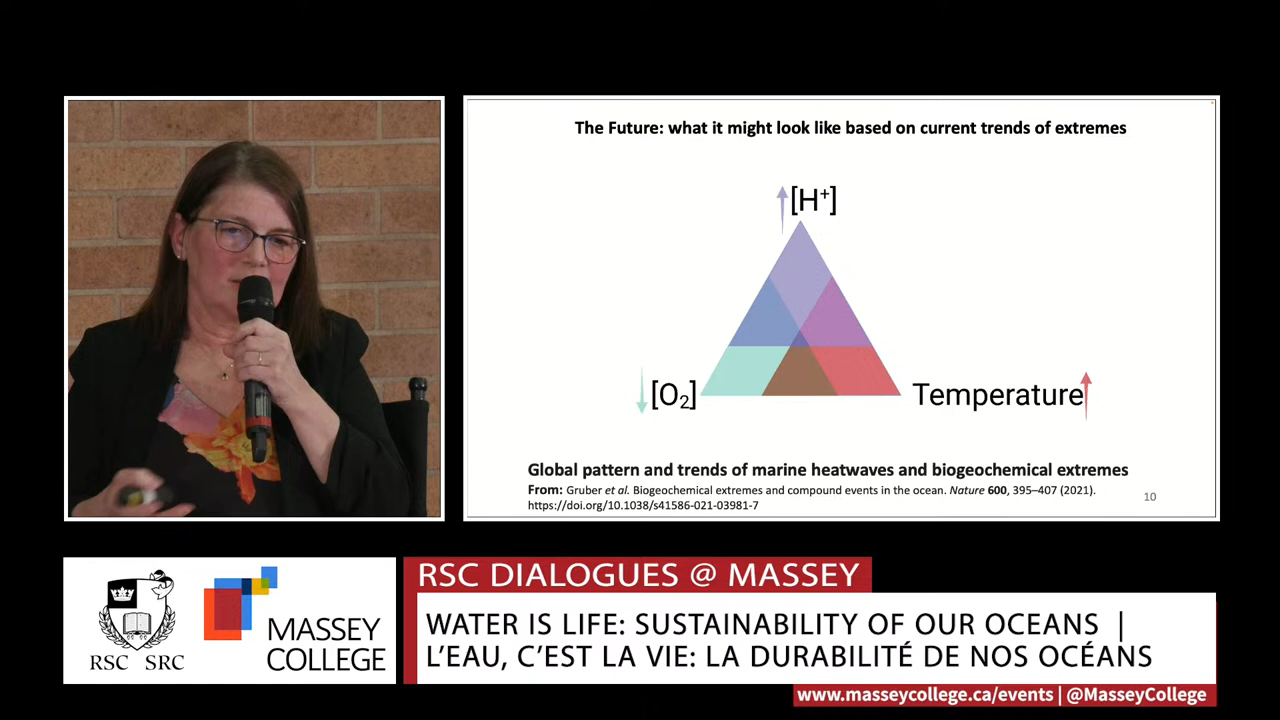 The Future: what it might look like based on current trends of extremes
[H⁺]
[O₂]
Temperature
Global pattern and trends of marine heatwaves and biogeochemical extremes
From: Gruber et al. Biogeochemical extremes and compound events in the ocean. Nature 600, 395–407 (2021).
https://doi.org/10.1038/s41586-021-03981-7
10
RSC SRC
MASSEY
COLLEGE
RSC DIALOGUES @ MASSEY
WATER IS LIFE: SUSTAINABILITY OF OUR OCEANS |
L’EAU, C’EST LA VIE: LA DURABILITÉ DE NOS OCÉANS
www.masseycollege.ca/events | @MasseyCollege